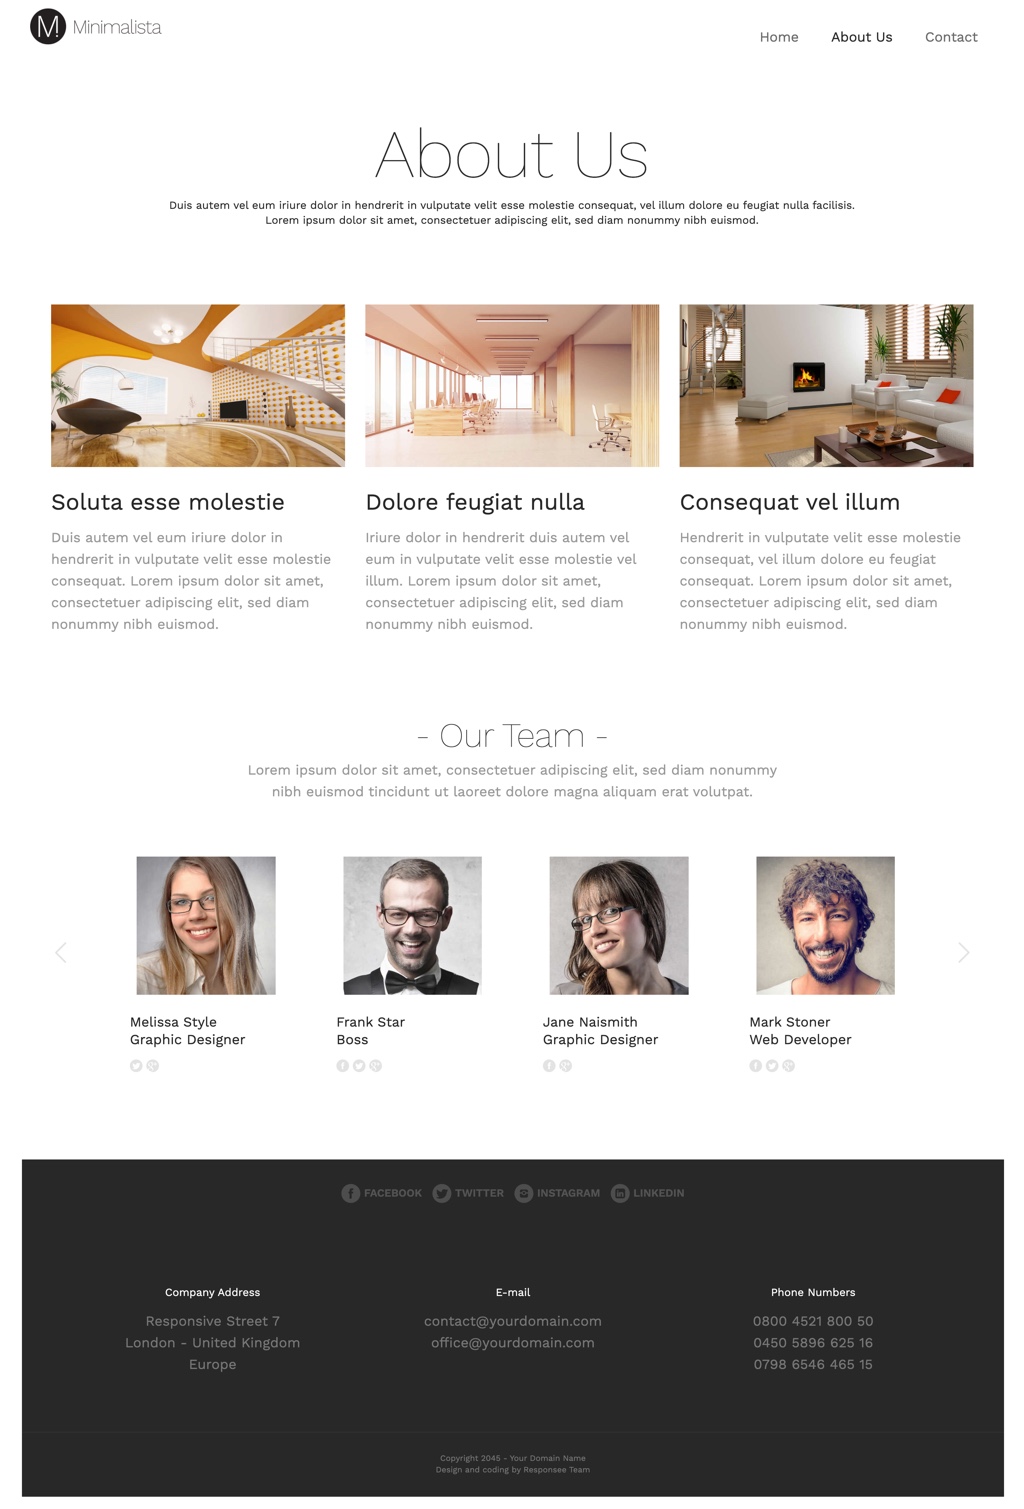 M! Minimalista
Home About Us Contact
About Us
Duis autem vel eum iriure dolor in hendrerit in vulputate velit esse molestie consequat, vel illum dolore eu feugiat nulla facilisis.
Lorem ipsum dolor sit amet, consectetuer adipiscing elit, sed diam nonummy nibh euismod.
Soluta esse molestie
Duis autem vel eum iriure dolor in
hendrerit in vulputate velit esse molestie
consequat. Lorem ipsum dolor sit amet,
consectetuer adipiscing elit, sed diam
nonummy nibh euismod.
Dolore feugiat nulla
Iriure dolor in hendrerit duis autem vel
eum in vulputate velit esse molestie vel
illum. Lorem ipsum dolor sit amet,
consectetuer adipiscing elit, sed diam
nonummy nibh euismod.
Consequat vel illum
Hendrerit in vulputate velit esse molestie
consequat, vel illum dolore eu feugiat
consequat. Lorem ipsum dolor sit amet,
consectetuer adipiscing elit, sed diam
nonummy nibh euismod.
- Our Team -
Lorem ipsum dolor sit amet, consectetuer adipiscing elit, sed diam nonummy
nibh euismod tincidunt ut laoreet dolore magna aliquam erat volutpat.
Melissa Style
Graphic Designer
Frank Star
Boss
Jane Naismith
Graphic Designer
Mark Stoner
Web Developer
FACEBOOK TWITTER INSTAGRAM LINKEDIN
Company Address
Responsive Street 7
London - United Kingdom
Europe
E-mail
contact@yourdomain.com
office@yourdomain.com
Phone Numbers
0800 4521 800 50
0450 5896 625 16
0798 6546 465 15
Copyright 2045 - Your Domain Name
Design and coding by Responsee Team